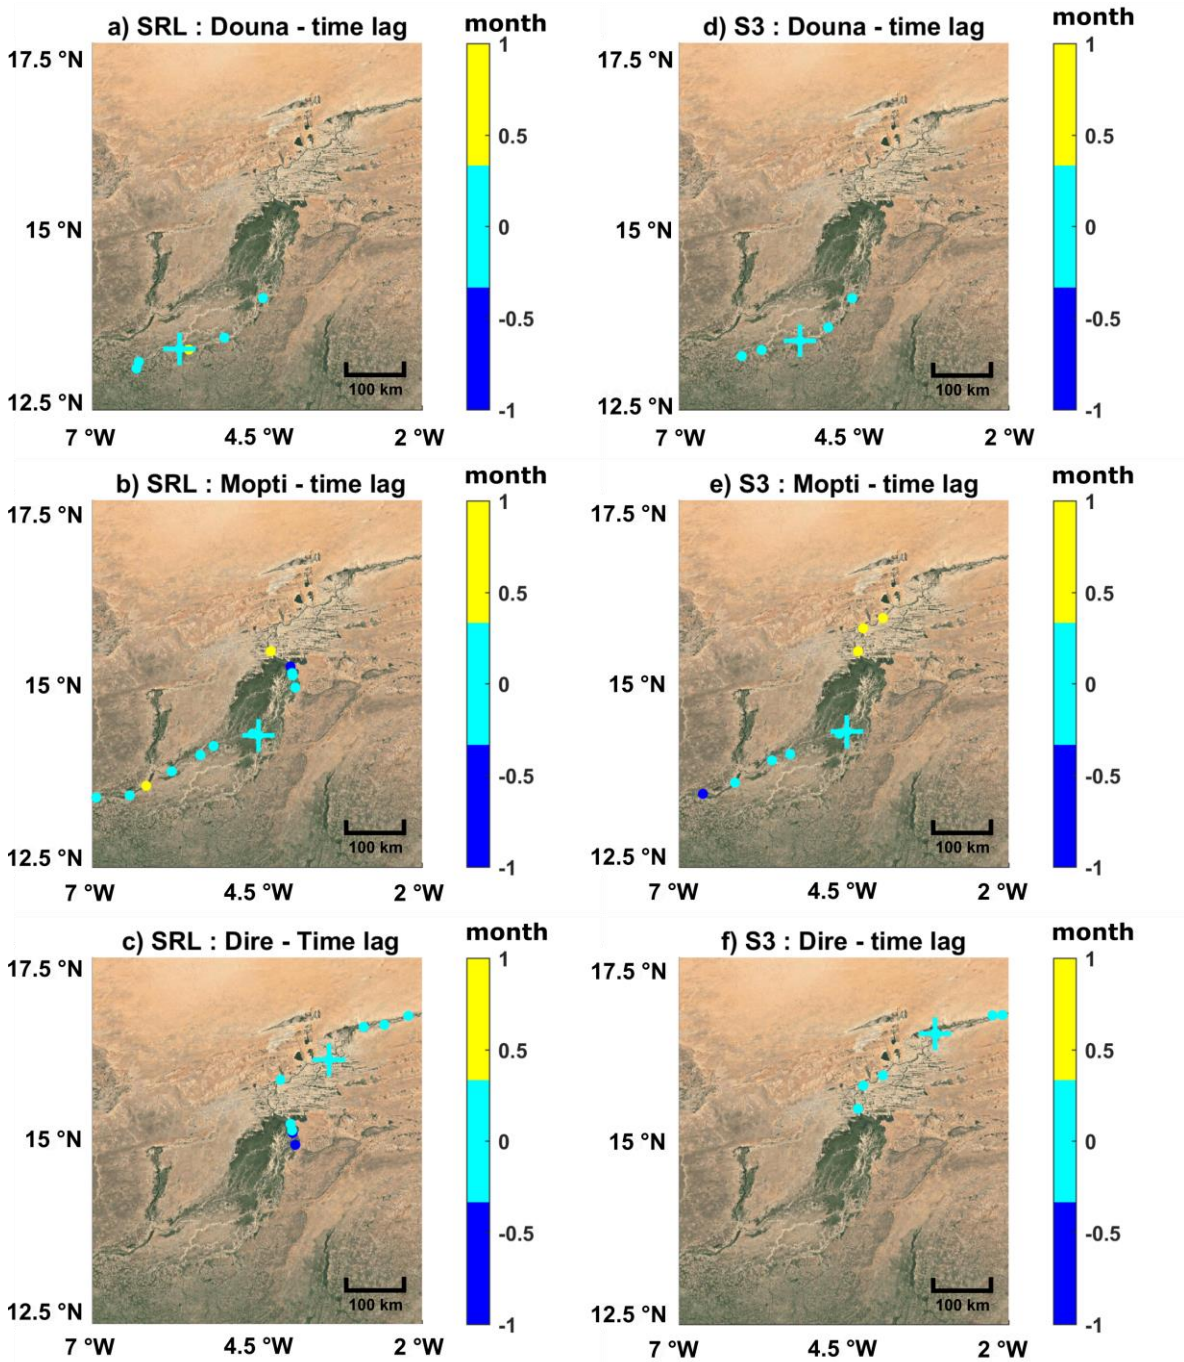 a) SRL : Douna - time lag
month
17.5 °N
15 °N
12.5 °N
7 °W
4.5 °W
2 °W
100 km
1
0.5
0
-0.5
-1
d) S3 : Douna - time lag
month
17.5 °N
15 °N
12.5 °N
7 °W
4.5 °W
2 °W
100 km
1
0.5
0
-0.5
-1
b) SRL : Mopti - time lag
month
17.5 °N
15 °N
12.5 °N
7 °W
4.5 °W
2 °W
100 km
1
0.5
0
-0.5
-1
e) S3 : Mopti - time lag
month
17.5 °N
15 °N
12.5 °N
7 °W
4.5 °W
2 °W
100 km
1
0.5
0
-0.5
-1
c) SRL : Dire - Time lag
month
17.5 °N
15 °N
12.5 °N
7 °W
4.5 °W
2 °W
100 km
1
0.5
0
-0.5
-1
f) S3 : Dire - time lag
month
17.5 °N
15 °N
12.5 °N
7 °W
4.5 °W
2 °W
100 km
1
0.5
0
-0.5
-1